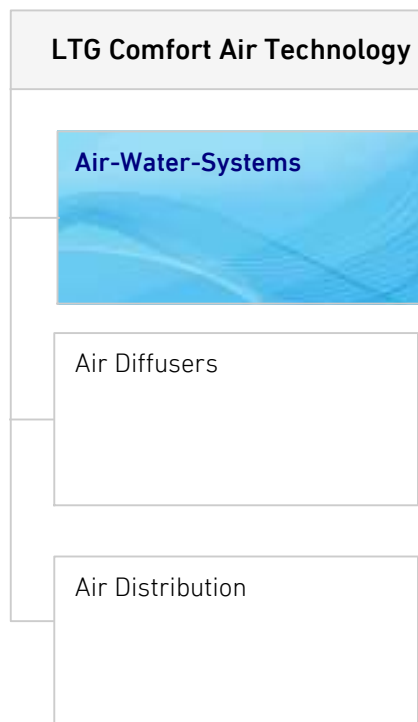 LTG Comfort Air Technology
Air-Water-Systems
Air Diffusers
Air Distribution